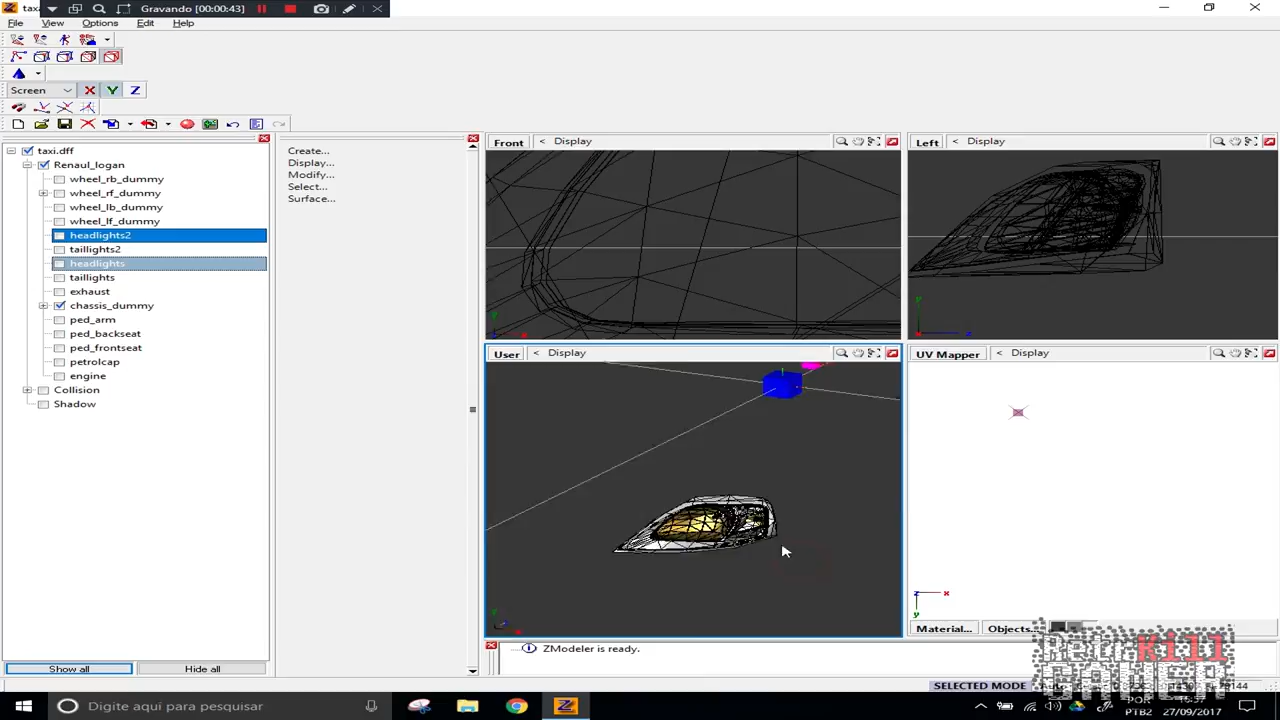 taxi
Gravando [00:00:43]
File View Options Edit Help
Screen X Y Z
taxi.dff
Renaul_logan
wheel_rb_dummy
wheel_rf_dummy
wheel_lb_dummy
wheel_lf_dummy
headlights2
taillights2
headlights
taillights
exhaust
chassis_dummy
ped_arm
ped_backseat
ped_frontseat
petrolcap
engine
Collision
Shadow
Show all Hide all
Create...
Display...
Modify...
Select...
Surface...
Front < Display
Left < Display
User < Display
UV Mapper < Display
Material... Objects...
ZModeler is ready.
SELECTED MODE
Digite aqui para pesquisar
POR
PTB2
27/09/2017